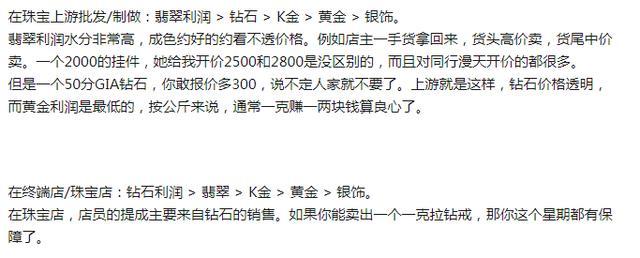 在珠宝上游批发/制做：翡翠利润 > 钻石 > K金 > 黄金 > 银饰。
翡翠利润水分非常高，成色约好的约看不透价格。例如店主一手货拿回来，货头高价卖，货尾中价
卖。一个2000的挂件，她给我开价2500和2800是没区别的，而且对同行漫天开价的都很多。
但是一个50分GIA钻石，你敢报价多300，说不定人家就不要了。上游就是这样，钻石价格透明，
而黄金利润是最低的，按公斤来说，通常一克赚一两块钱算良心了。
在终端店/珠宝店：钻石利润 > 翡翠 > K金 > 黄金 > 银饰。
在珠宝店，店员的提成主要来自钻石的销售。如果你能卖出一个一克拉钻戒，那你这个星期都有保
障了。